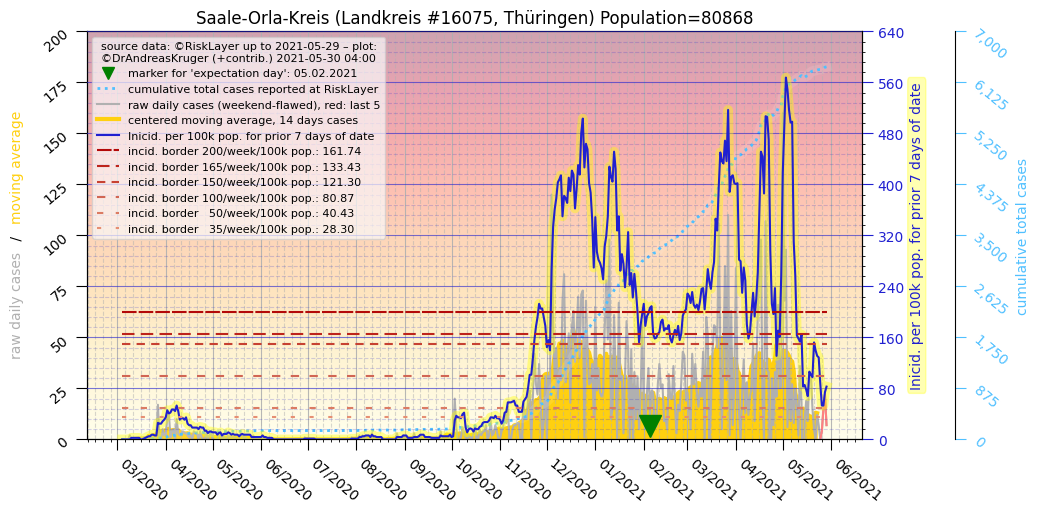 Saale-Orla-Kreis (Landkreis #16075, Thüringen) Population=80868
source data: ©RiskLayer up to 2021-05-29 – plot:
©DrAndreasKruger (+contrib.) 2021-05-30 04:00
marker for 'expectation day': 05.02.2021
cumulative total cases reported at RiskLayer
raw daily cases (weekend-flawed), red: last 5
centered moving average, 14 days cases
Inicid. per 100k pop. for prior 7 days of date
incid. border 200/week/100k pop.: 161.74
incid. border 165/week/100k pop.: 133.43
incid. border 150/week/100k pop.: 121.30
incid. border 100/week/100k pop.: 80.87
incid. border   50/week/100k pop.: 40.43
incid. border   35/week/100k pop.: 28.30
raw daily cases / moving average
200
175
150
125
100
75
50
25
0
640
560
480
400
320
240
160
80
0
Inicid. per 100k pop. for prior 7 days of date
7,000
6,125
5,250
4,375
3,500
2,625
1,750
875
0
cumulative total cases
03/2020
04/2020
05/2020
06/2020
07/2020
08/2020
09/2020
10/2020
11/2020
12/2020
01/2021
02/2021
03/2021
04/2021
05/2021
06/2021